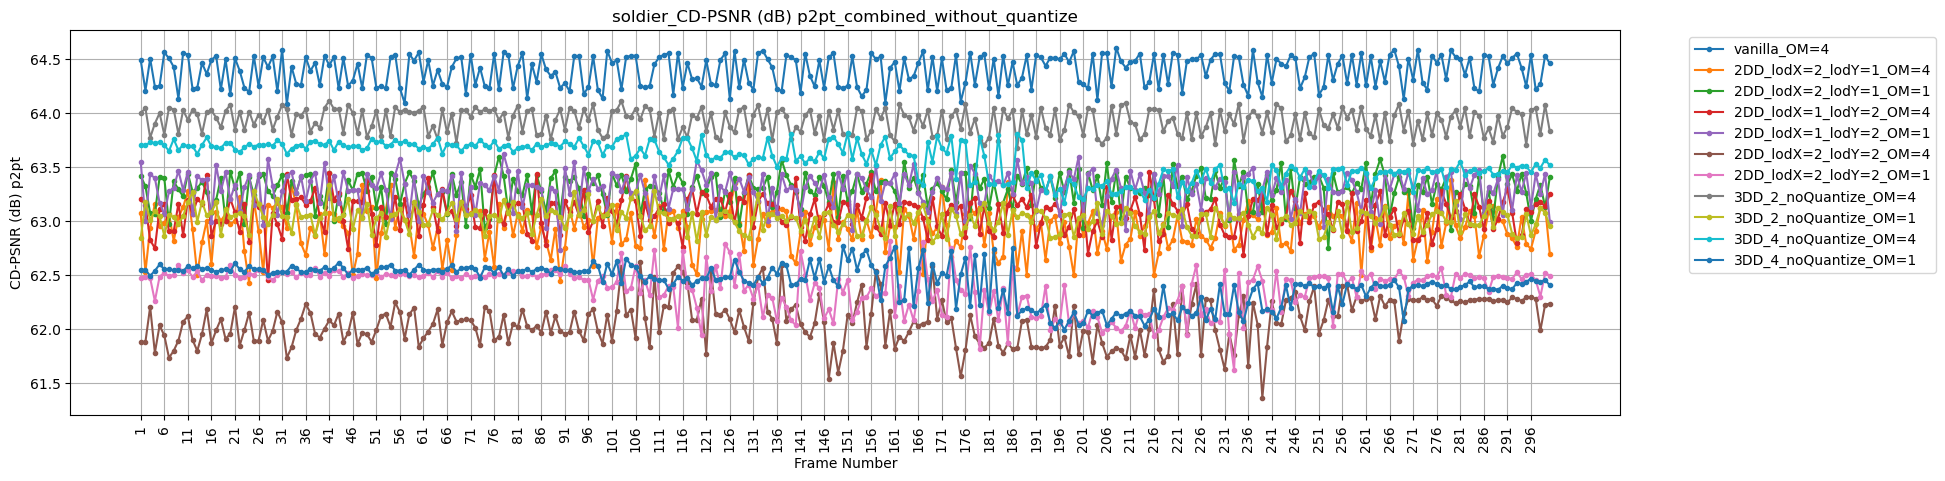 soldier_CD-PSNR (dB) p2pt_combined_without_quantize
CD-PSNR (dB) p2pt
64.5
64.0
63.5
63.0
62.5
62.0
61.5
1 6 11 16 21 26 31 36 41 46 51 56 61 66 71 76 81 86 91 96 101 106 111 116 121 126 131 136 141 146 151 156 161 166 171 176 181 186 191 196 201 206 211 216 221 226 231 236 241 246 251 256 261 266 271 276 281 286 291 296
Frame Number
vanilla_OM=4
2DD_lodX=2_lodY=1_OM=4
2DD_lodX=2_lodY=1_OM=1
2DD_lodX=1_lodY=2_OM=4
2DD_lodX=1_lodY=2_OM=1
2DD_lodX=2_lodY=2_OM=4
2DD_lodX=2_lodY=2_OM=1
3DD_2_noQuantize_OM=4
3DD_2_noQuantize_OM=1
3DD_4_noQuantize_OM=4
3DD_4_noQuantize_OM=1